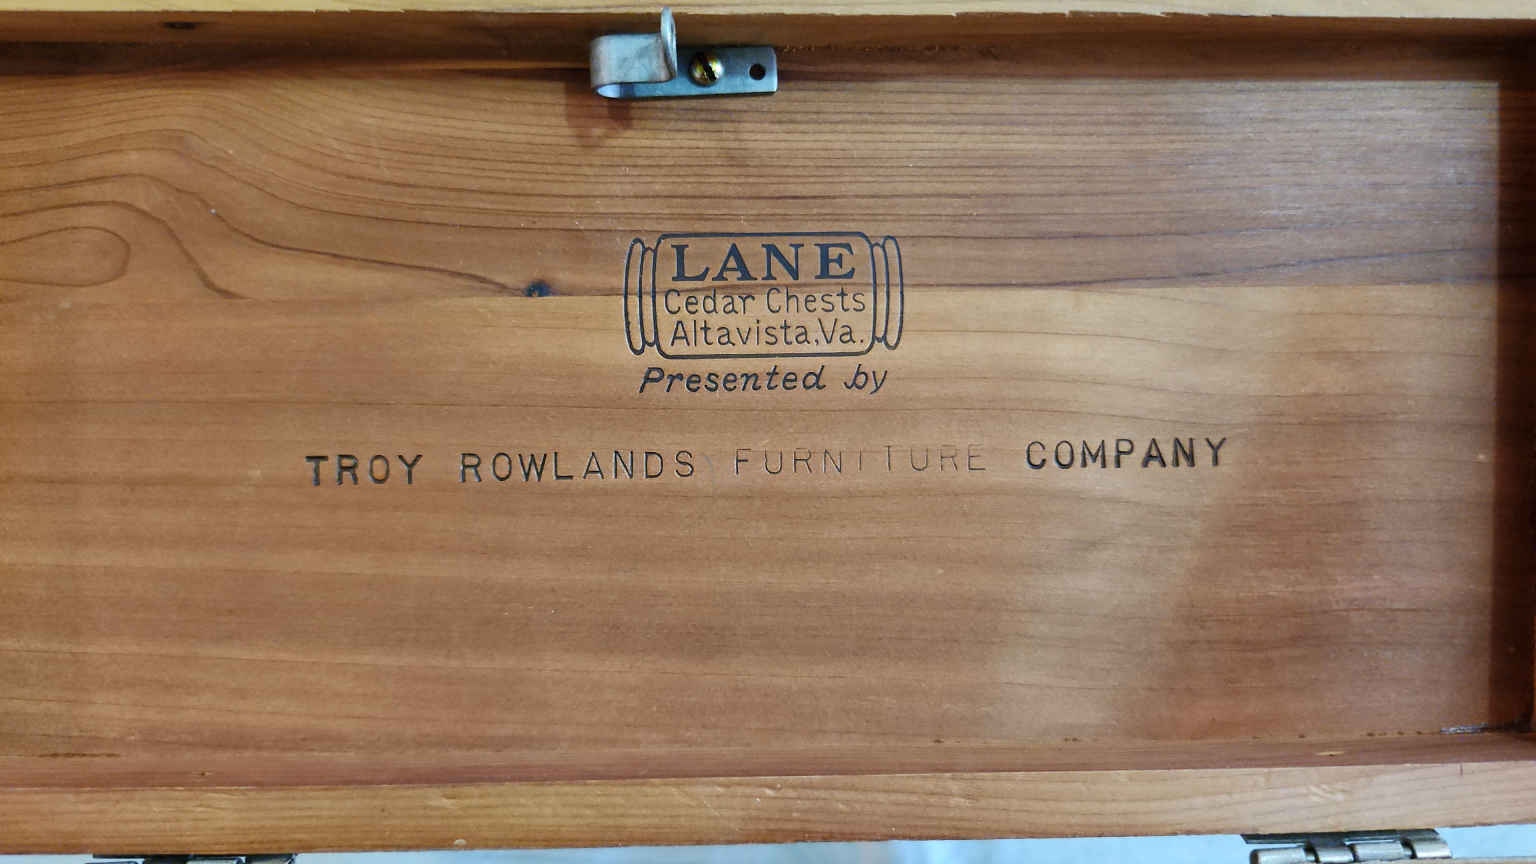 LANE
Cedar Chests
Altavista, Va.
Presented by
TROY ROWLANDS FURNITURE COMPANY